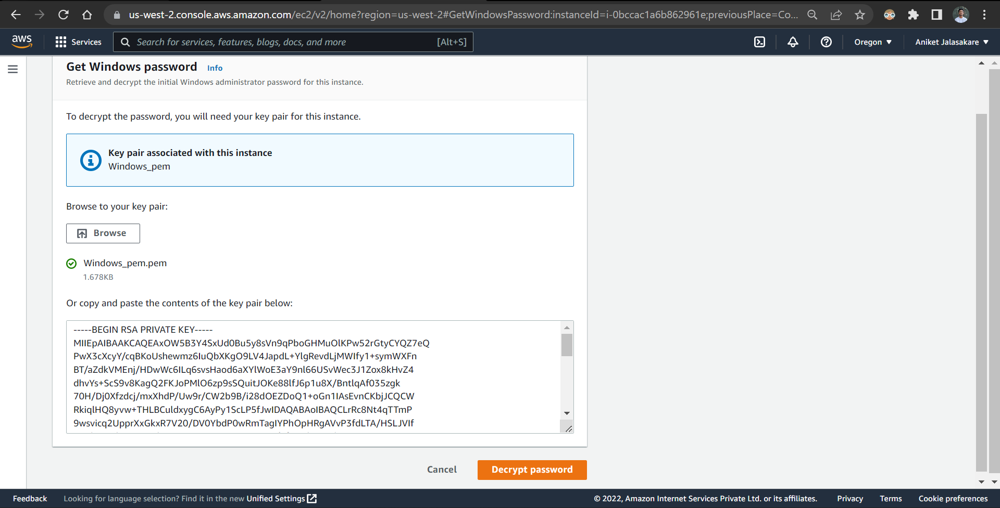 us-west-2.console.aws.amazon.com/ec2/v2/home?region=us-west-2#GetWindowsPassword:instanceId=i-0bccac1a6b862961e;previousPlace=Co...
aws
Services
Search for services, features, blogs, docs, and more [Alt+S]
Oregon
Aniket Jalasakare
Get Windows password Info
Retrieve and decrypt the initial Windows administrator password for this instance.
To decrypt the password, you will need your key pair for this instance.
Key pair associated with this instance
Windows_pem
Browse to your key pair:
Browse
Windows_pem.pem
1.678KB
Or copy and paste the contents of the key pair below:
-----BEGIN RSA PRIVATE KEY-----
MIIEpAIBAAKCAQEAxOW5B3Y4SxUd0Bu5y8sVn9qPboGHMuOlKPw52rGtyCYQZ7eQ
PwX3cXcyY/cqBKoUshewmz6IuQbXKgO9LV4JapdL+YlgRevdLjMWIfy1+symWXFn
BT/aZdkVMEnj/HDwWc6ILq6svsHaod6aXYlWoE3aY9nl66USvWec3J1Zox8kHvZ4
dhvYs+ScS9v8KagQ2FKJoPMlO6zp9sSQuitJOKe88lfJ6p1u8X/BntlqAf035zgk
70H/Dj0Xfzdcj/mxXhdP/Uw9r/CW2b9B/i28dOEZDoQ1+oGn1IAsEvnCKbjJCQCW
RkiqlHQ8yvw+THLBCuldxygC6AyPy1ScLP5fJwIDAQABAoIBAQCLrRc8Nt4qTTmP
9wsvicq2UpprXxGkxR7V20/DV0YbdP0wRmTagIYPhOpHRgAVvP3fdLTA/HSLJVIf
Cancel
Decrypt password
Feedback
Looking for language selection? Find it in the new Unified Settings
© 2022, Amazon Internet Services Private Ltd. or its affiliates.
Privacy
Terms
Cookie preferences